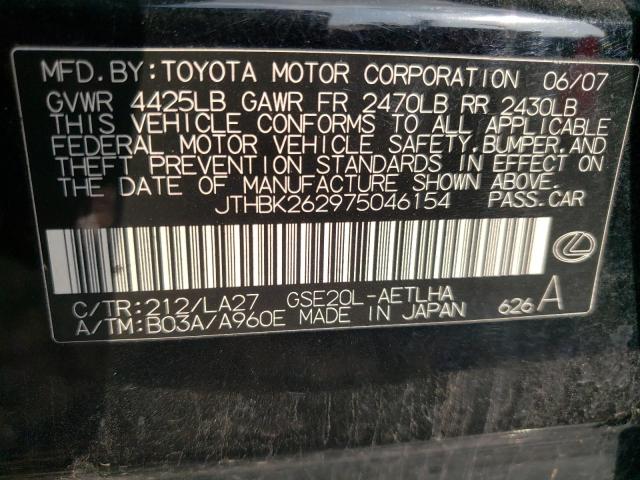 MFD. BY: TOYOTA MOTOR CORPORATION 06/07
GVWR 4425LB GAWR FR 2470LB RR 2430LB
THIS VEHICLE CONFORMS TO ALL APPLICABLE
FEDERAL MOTOR VEHICLE SAFETY, BUMPER, AND
THEFT PREVENTION STANDARDS IN EFFECT ON
THE DATE OF MANUFACTURE SHOWN ABOVE.
JTHBK262975046154 PASS. CAR
C/TR: 212/LA27 GSE20L-AETLHA
A/TM: B03A/A960E MADE IN JAPAN 626 A